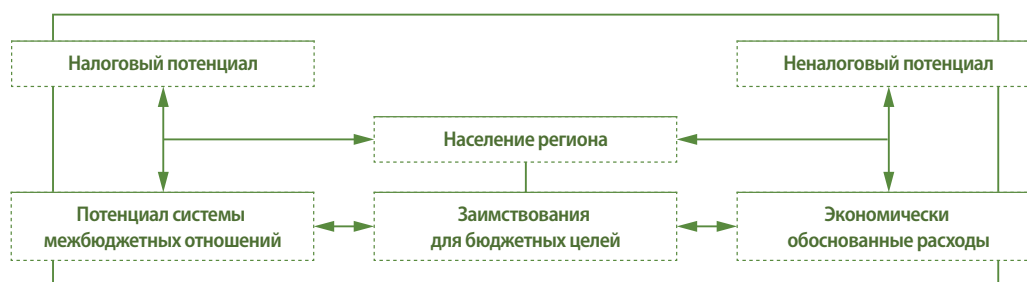 Налоговый потенциал
Неналоговый потенциал
Население региона
Потенциал системы
межбюджетных отношений
Заимствования
для бюджетных целей
Экономически
обоснованные расходы